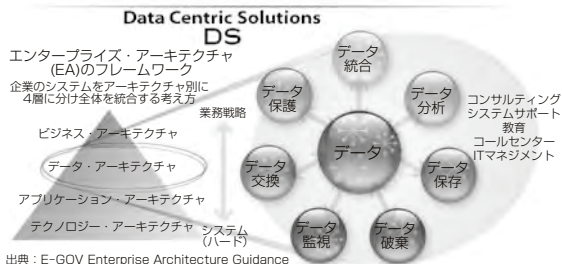 Data Centric Solutions
DS
エンタープライズ・アーキテクチャ
(EA)のフレームワーク
企業のシステムをアーキテクチャ別に
4層に分け全体を統合する考え方
業務戦略
ビジネス・アーキテクチャ
データ・アーキテクチャ
アプリケーション・アーキテクチャ
テクノロジー・アーキテクチャ
システム
(ハード)
データ
統合
データ
保護
データ
分析
データ
データ
交換
データ
保存
データ
監視
データ
破棄
コンサルティング
システムサポート
教育
コールセンター
ITマネジメント
出典：E-GOV Enterprise Architecture Guidance